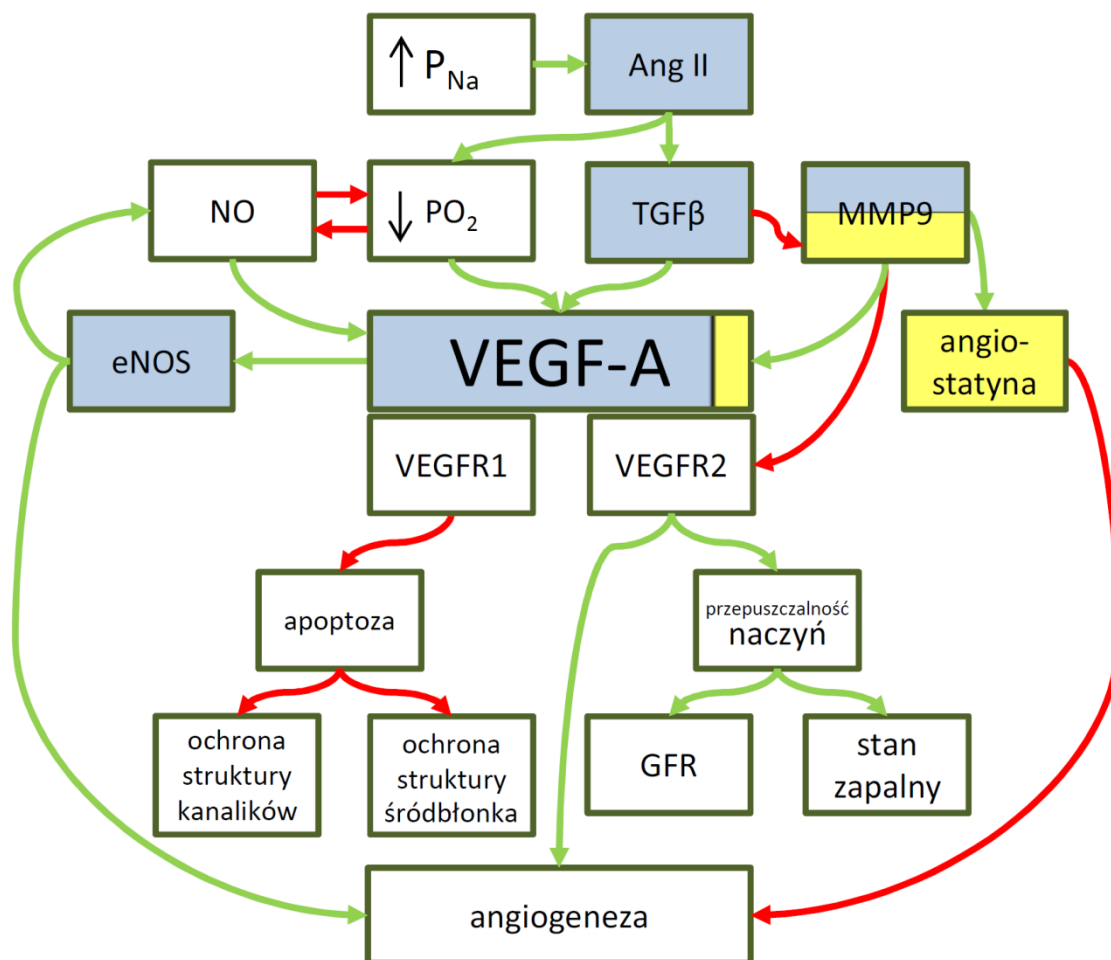 ↑ PNa
Ang II
NO
↓ PO2
TGFβ
MMP9
eNOS
VEGF-A
angio-
statyna
VEGFR1
VEGFR2
apoptoza
przepuszczalność
naczyń
ochrona
struktury
kanalików
ochrona
struktury
śródbłonka
GFR
stan
zapalny
angiogeneza